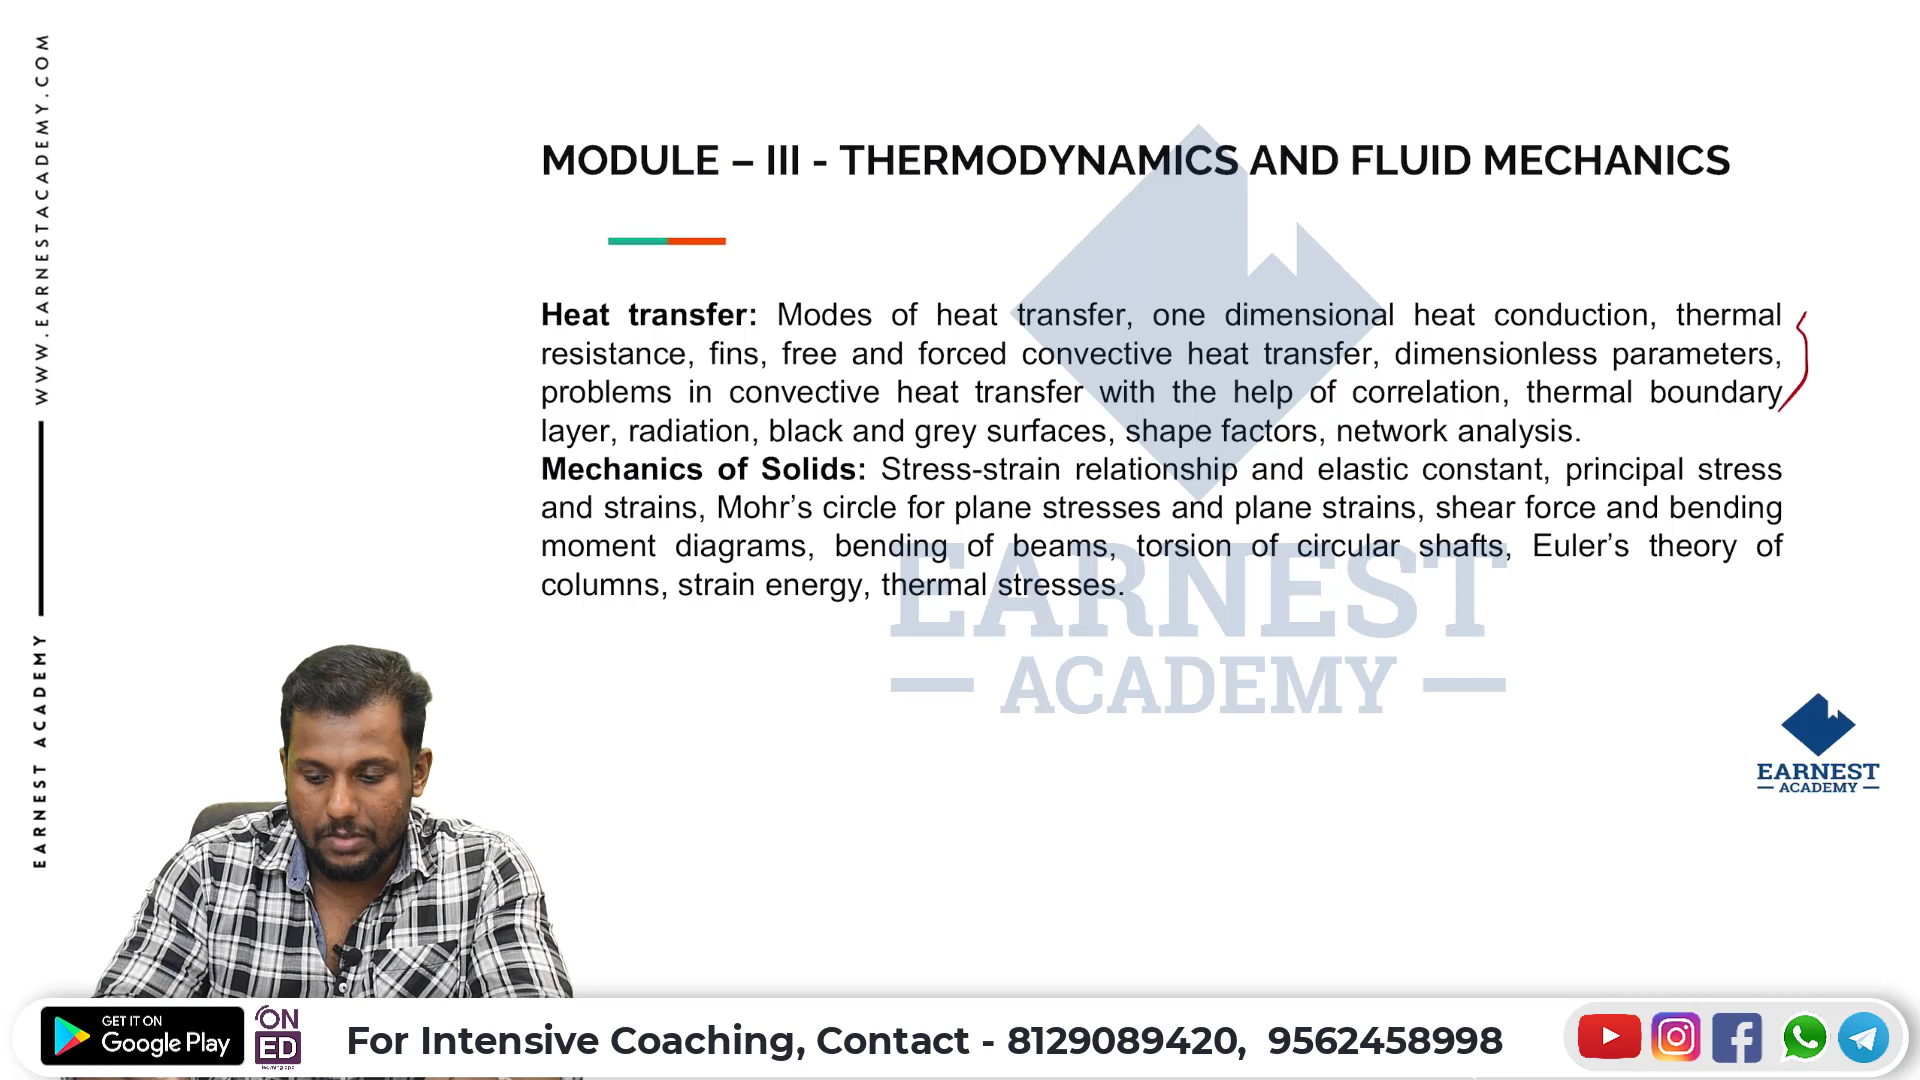 WWW.EARNESTACADEMY.COM
EARNEST ACADEMY
MODULE – III - THERMODYNAMICS AND FLUID MECHANICS
Heat transfer: Modes of heat transfer, one dimensional heat conduction, thermal
resistance, fins, free and forced convective heat transfer, dimensionless parameters,
problems in convective heat transfer with the help of correlation, thermal boundary
layer, radiation, black and grey surfaces, shape factors, network analysis.
Mechanics of Solids: Stress-strain relationship and elastic constant, principal stress
and strains, Mohr’s circle for plane stresses and plane strains, shear force and bending
moment diagrams, bending of beams, torsion of circular shafts, Euler’s theory of
columns, strain energy, thermal stresses.
EARNEST
ACADEMY
EARNEST
ACADEMY
GET IT ON
Google Play
ON
ED
learning app
For Intensive Coaching, Contact - 8129089420, 9562458998